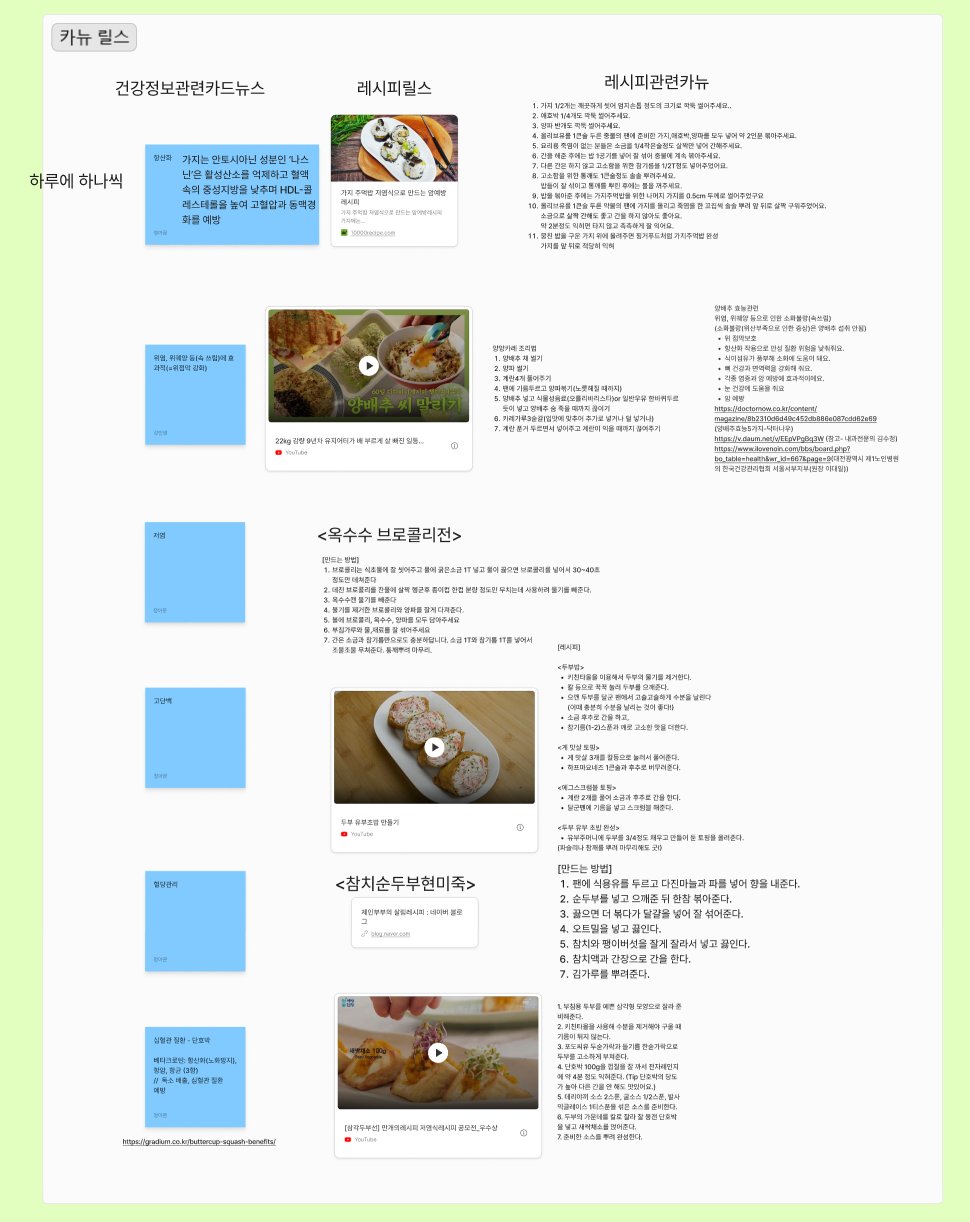 카뉴 릴스
건강정보관련카드뉴스
레시피릴스
레시피관련카뉴
하루에 하나씩
항산화
가지는 안토시아닌 성분인 '나스
닌'은 활성산소를 억제하고 혈액
속의 중성지방을 낮추며 HDL-콜
레스테롤을 높여 고혈압과 동맥경
화를 예방
가지 주먹밥 저염식으로 만드는 암예방
레시피
가지 주먹밥 저염식으로 만드는 암예방레시피
가지에는...
10000recipe.com
1. 가지 1/2개는 깨끗하게 씻어 엄지손톱 정도의 크기로 깍뚝 썰어주세요..
2. 애호박 1/4개도 깍뚝 썰어주세요.
3. 양파 반개도 깍뚝 썰어주세요.
4. 올리브유를 1큰술 두른 중불의 팬에 준비한 가지,애호박,양파를 모두 넣어 약 2인분 볶아주세요.
5. 요리용 죽염이 없는 분들은 소금을 1/4작은술정도 살짝만 넣어 간해주세요.
6. 간을 해준 후에는 밥 1공기를 넣어 잘 섞어 중불에 계속 볶아주세요.
7. 다른 간은 하지 않고 고소함을 위한 참기름을 1/2T정도 넣어주었어요.
8. 고소함을 위한 통깨도 1큰술정도 솔솔 뿌려주세요.
밥들이 잘 섞이고 통깨를 뿌린 후에는 불을 꺼주세요.
9. 밥을 볶아준 후에는 가지주먹밥을 위한 나머지 가지를 0.5cm 두께로 썰어주었구요
10. 올리브유를 1큰술 두른 약불의 팬에 가지를 올리고 죽염을 한 꼬집씩 솔솔 뿌려 앞 뒤로 살짝 구워주었어요.
소금으로 살짝 간해도 좋고 간을 하지 않아도 좋아요.
약 2분정도 익히면 타지 않고 촉촉하게 잘 익어요.
11. 뭉친 밥을 구운 가지 위에 올려주면 핑거푸드처럼 가지주먹밥 완성
가지를 앞 뒤로 적당히 익혀
위염, 위궤양 등(속 쓰림)에 효
과적(=위점막 강화)
양배추 씨 말리기
22kg 감량 9년차 유지어터가 배 부르게 살 빠진 일등...
YouTube
양양카레 조리법
1. 양배추 채 썰기
2. 양파 썰기
3. 계란4개 풀어주기
4. 팬에 기름두르고 양파볶기(노릇해질 때까지)
5. 양배추 넣고 식물성음료(오틀리바리스타)or 일반우유 한바퀴두르
듯이 넣고 양배추 숨 죽을 때까지 끊어기
6. 카레가루3순갈(입맛에 맞추어 추가로 넣거나 덜 넣거나)
7. 계란 푼거 두르면서 넣어주고 계란이 익을 때까지 끊여주기
양배추 효능관련
위염, 위궤양 등으로 인한 소화불량(속쓰림)
(소화불량(위산부족으로 인한 증상)은 양배추 섭취 안됨)
• 위 점막보호
• 항산화 작용으로 만성 질환 위험을 낮춰줘요.
• 식이섬유가 풍부해 소화에 도움이 돼요.
• 뼈 건강과 면역력을 강화해 줘요.
• 각종 염증과 암 예방에 효과적이에요.
• 눈 건강에 도움을 줘요
• 암 예방
https://doctornow.co.kr/content/
magazine/8b2310d6d49c452db866e087cdd62e69
(양배추효능5가지-닥터나우)
https://v.daum.net/v/EEpVPgBq3W (참고- 내과전문의 김수정)
https://www.ilovenoin.com/bbs/board.php?
bo_table=health&wr_id=667&page=9(대전광역시 제1노인병원
의 한국건강관리협회 서울서부지부(원장 이대일))
저염
<옥수수 브로콜리전>
[만드는 방법]
1. 브로콜리는 식초물에 잘 씻어주고 물에 굵은소금 1T 넣고 물이 끓으면 브로콜리를 넣어서 30~40초
정도만 데쳐준다
2. 데친 브로콜리를 찬물에 살짝 헹군후 종이컵 한컵 분량 정도만 무치는데 사용하려 물기를 빼준다.
3. 옥수수캔 물기를 빼준다
4. 물기를 제거한 브로콜리와 양파를 잘게 다져준다.
5. 볼에 브로콜리, 옥수수, 양파를 모두 담아주세요
6. 부침가루와 물,재료를 잘 섞어주세요
7. 간은 소금과 참기름만으로도 충분하답니다. 소금 1T와 참기름 1T를 넣어서
조물조물 무쳐준다. 통깨뿌려 마무리.
고단백
두부 유부초밥 만들기
YouTube
[레시피]
<두부밥>
• 키친타올을 이용해서 두부의 물기를 제거한다.
• 칼 등으로 꾹꾹 눌러 두부를 으깨준다.
• 으깬 두부를 달군 팬에서 고슬고슬하게 수분을 날린다
(이때 충분히 수분을 날리는 것이 좋다!)
• 소금 후추로 간을 하고,
• 참기름(1-2)스푼과 깨로 고소한 맛을 더한다.
<게 맛살 토핑>
• 게 맛살 3개를 칼등으로 눌러서 풀어준다.
• 하프마요네즈 1큰술과 후추로 버무려준다.
<에그스크램블 토핑>
• 계란 2개를 풀어 소금과 후추로 간을 한다.
• 달군팬에 기름을 넣고 스크램블 해준다.
<두부 유부 초밥 완성>
• 유부주머니에 두부를 3/4정도 채우고 만들어 둔 토핑을 올려준다.
(파슬리나 참깨를 뿌려 마무리해도 굿!)
혈당관리
<참치순두부현미죽>
제인부부의 살림레시피 : 네이버 블로
그
blog.naver.com
[만드는 방법]
1. 팬에 식용유를 두르고 다진마늘과 파를 넣어 향을 내준다.
2. 순두부를 넣고 으깨준 뒤 한참 볶아준다.
3. 끓으면 더 볶다가 달걀을 넣어 잘 섞어준다.
4. 오트밀을 넣고 끓인다.
5. 참치와 팽이버섯을 잘게 잘라서 넣고 끓인다.
6. 참치액과 간장으로 간을 한다.
7. 김가루를 뿌려준다.
심혈관 질환 - 단호박
베타크로틴: 항산화(노화방지),
항암, 항균 (3항)
// 독소 배출, 심혈관 질환
예방
https://gradium.co.kr/buttercup-squash-benefits/
새싹채소 100g
[삼각두부선] 만개의레시피 저염식레시피 공모전_우수상
YouTube
1. 부침용 두부를 예쁜 삼각형 모양으로 잘라 준
비해준다.
2. 키친타올을 사용해 수분을 제거해야 구울 때
기름이 튀지 않는다.
3. 포도씨유 두숟가락과 들기름 한숟가락으로
두부를 고소하게 부쳐준다.
4. 단호박 100g을 껍질을 잘 까서 전자레인지
에 약 4분 정도 익혀준다. (Tip 단호박의 당도
가 높아 다른 간을 안 해도 맛있어요.)
5. 데리야끼 소스 2스푼, 굴소스 1/2스푼, 발사
믹글레이스 1티스푼을 섞은 소스를 준비한다.
6. 두부의 가운데를 칼로 잘라 잘 뭉친 단호박
을 넣고 새싹채소를 얹어준다.
7. 준비한 소스를 뿌려 완성한다.